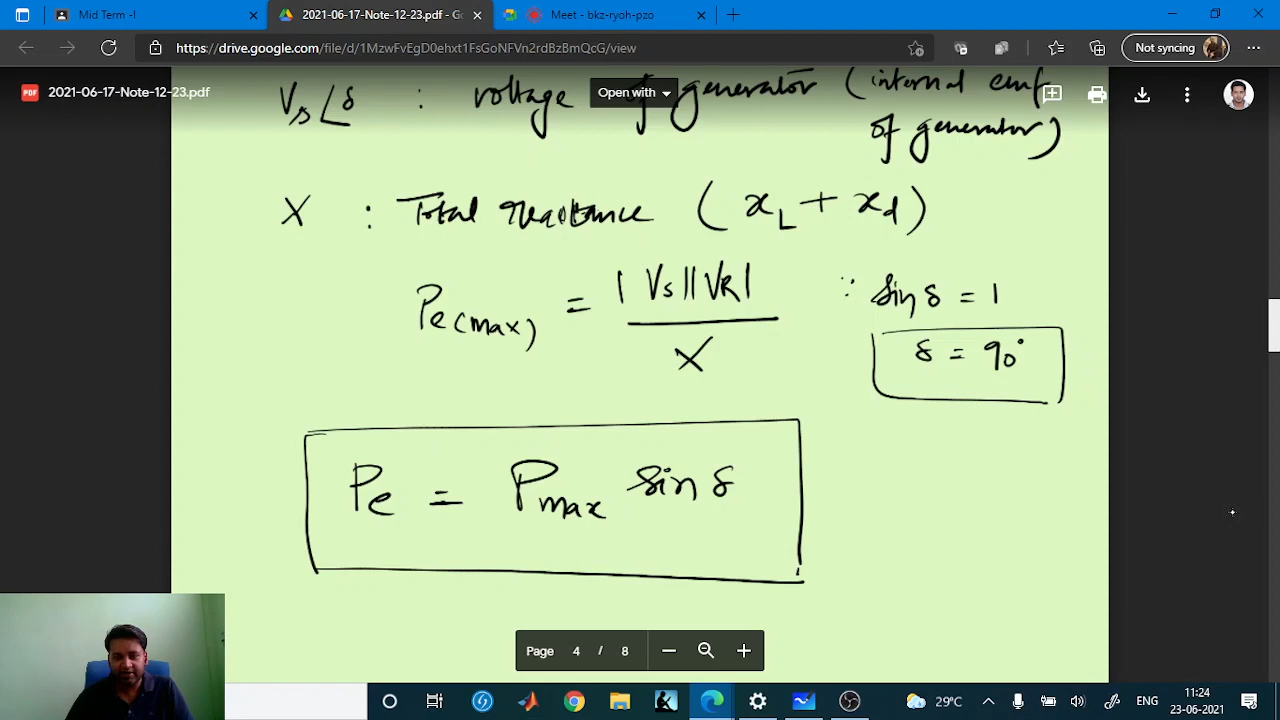 Mid Term -I
2021-06-17-Note-12-23.pdf - Go
Meet - bkz-ryoh-pzo
https://drive.google.com/file/d/1MzwFvEgD0ehxt1FsGoNFVn2rdBzBmQcG/view
Not syncing
PDF
2021-06-17-Note-12-23.pdf
Open with
Vs∠δ : voltage of generator (internal emf
of generator)
X : Total reactance (xL + xd)
Pe(max) = |Vs||VR| / X ∵ sin δ = 1
δ = 90°
Pe = Pmax sin δ
Page 4 / 8
29°C
ENG
11:24
23-06-2021